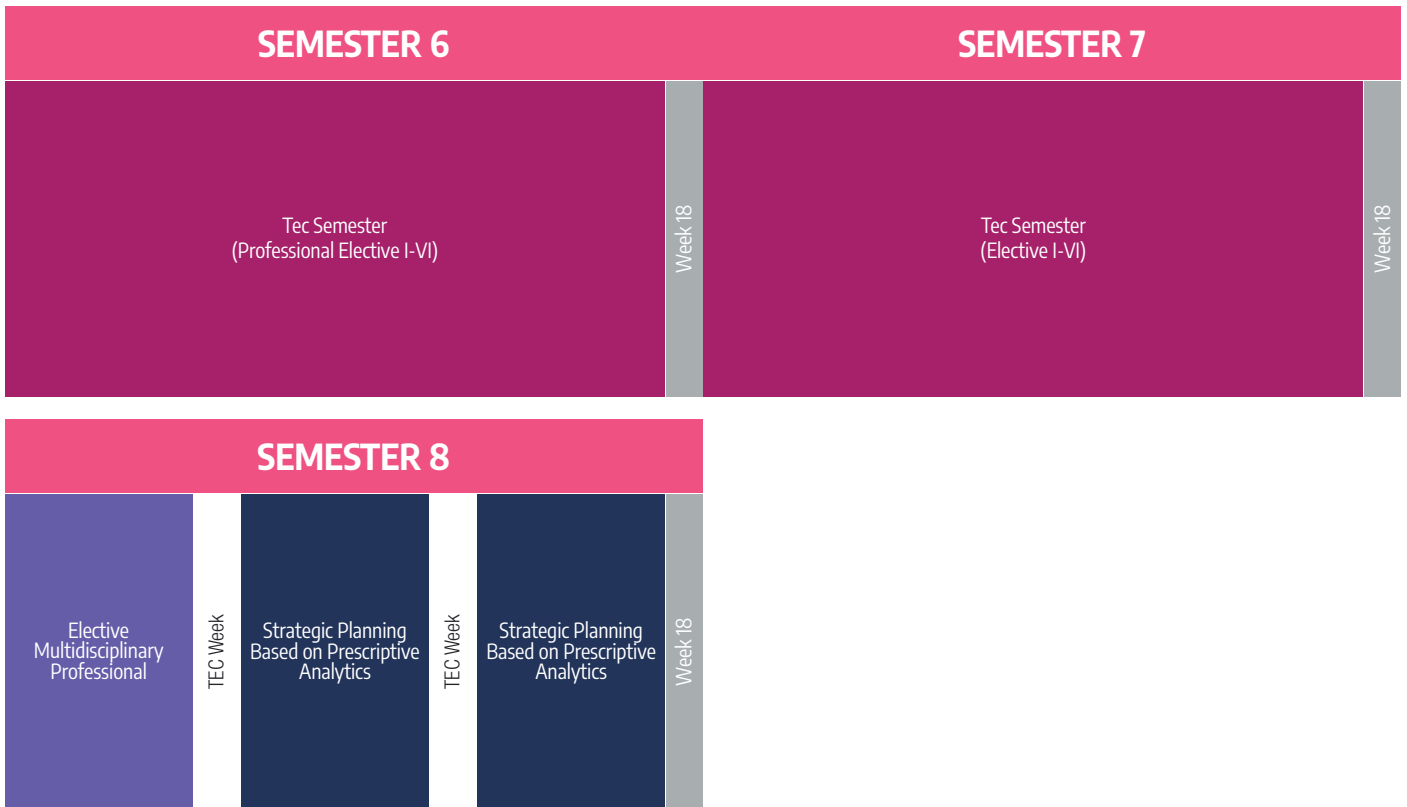 SEMESTER 6
Tec Semester
(Professional Elective I-VI)
Week 18
SEMESTER 7
Tec Semester
(Elective I-VI)
Week 18
SEMESTER 8
Elective
Multidisciplinary
Professional
TEC Week
Strategic Planning
Based on Prescriptive
Analytics
TEC Week
Strategic Planning
Based on Prescriptive
Analytics
Week 18